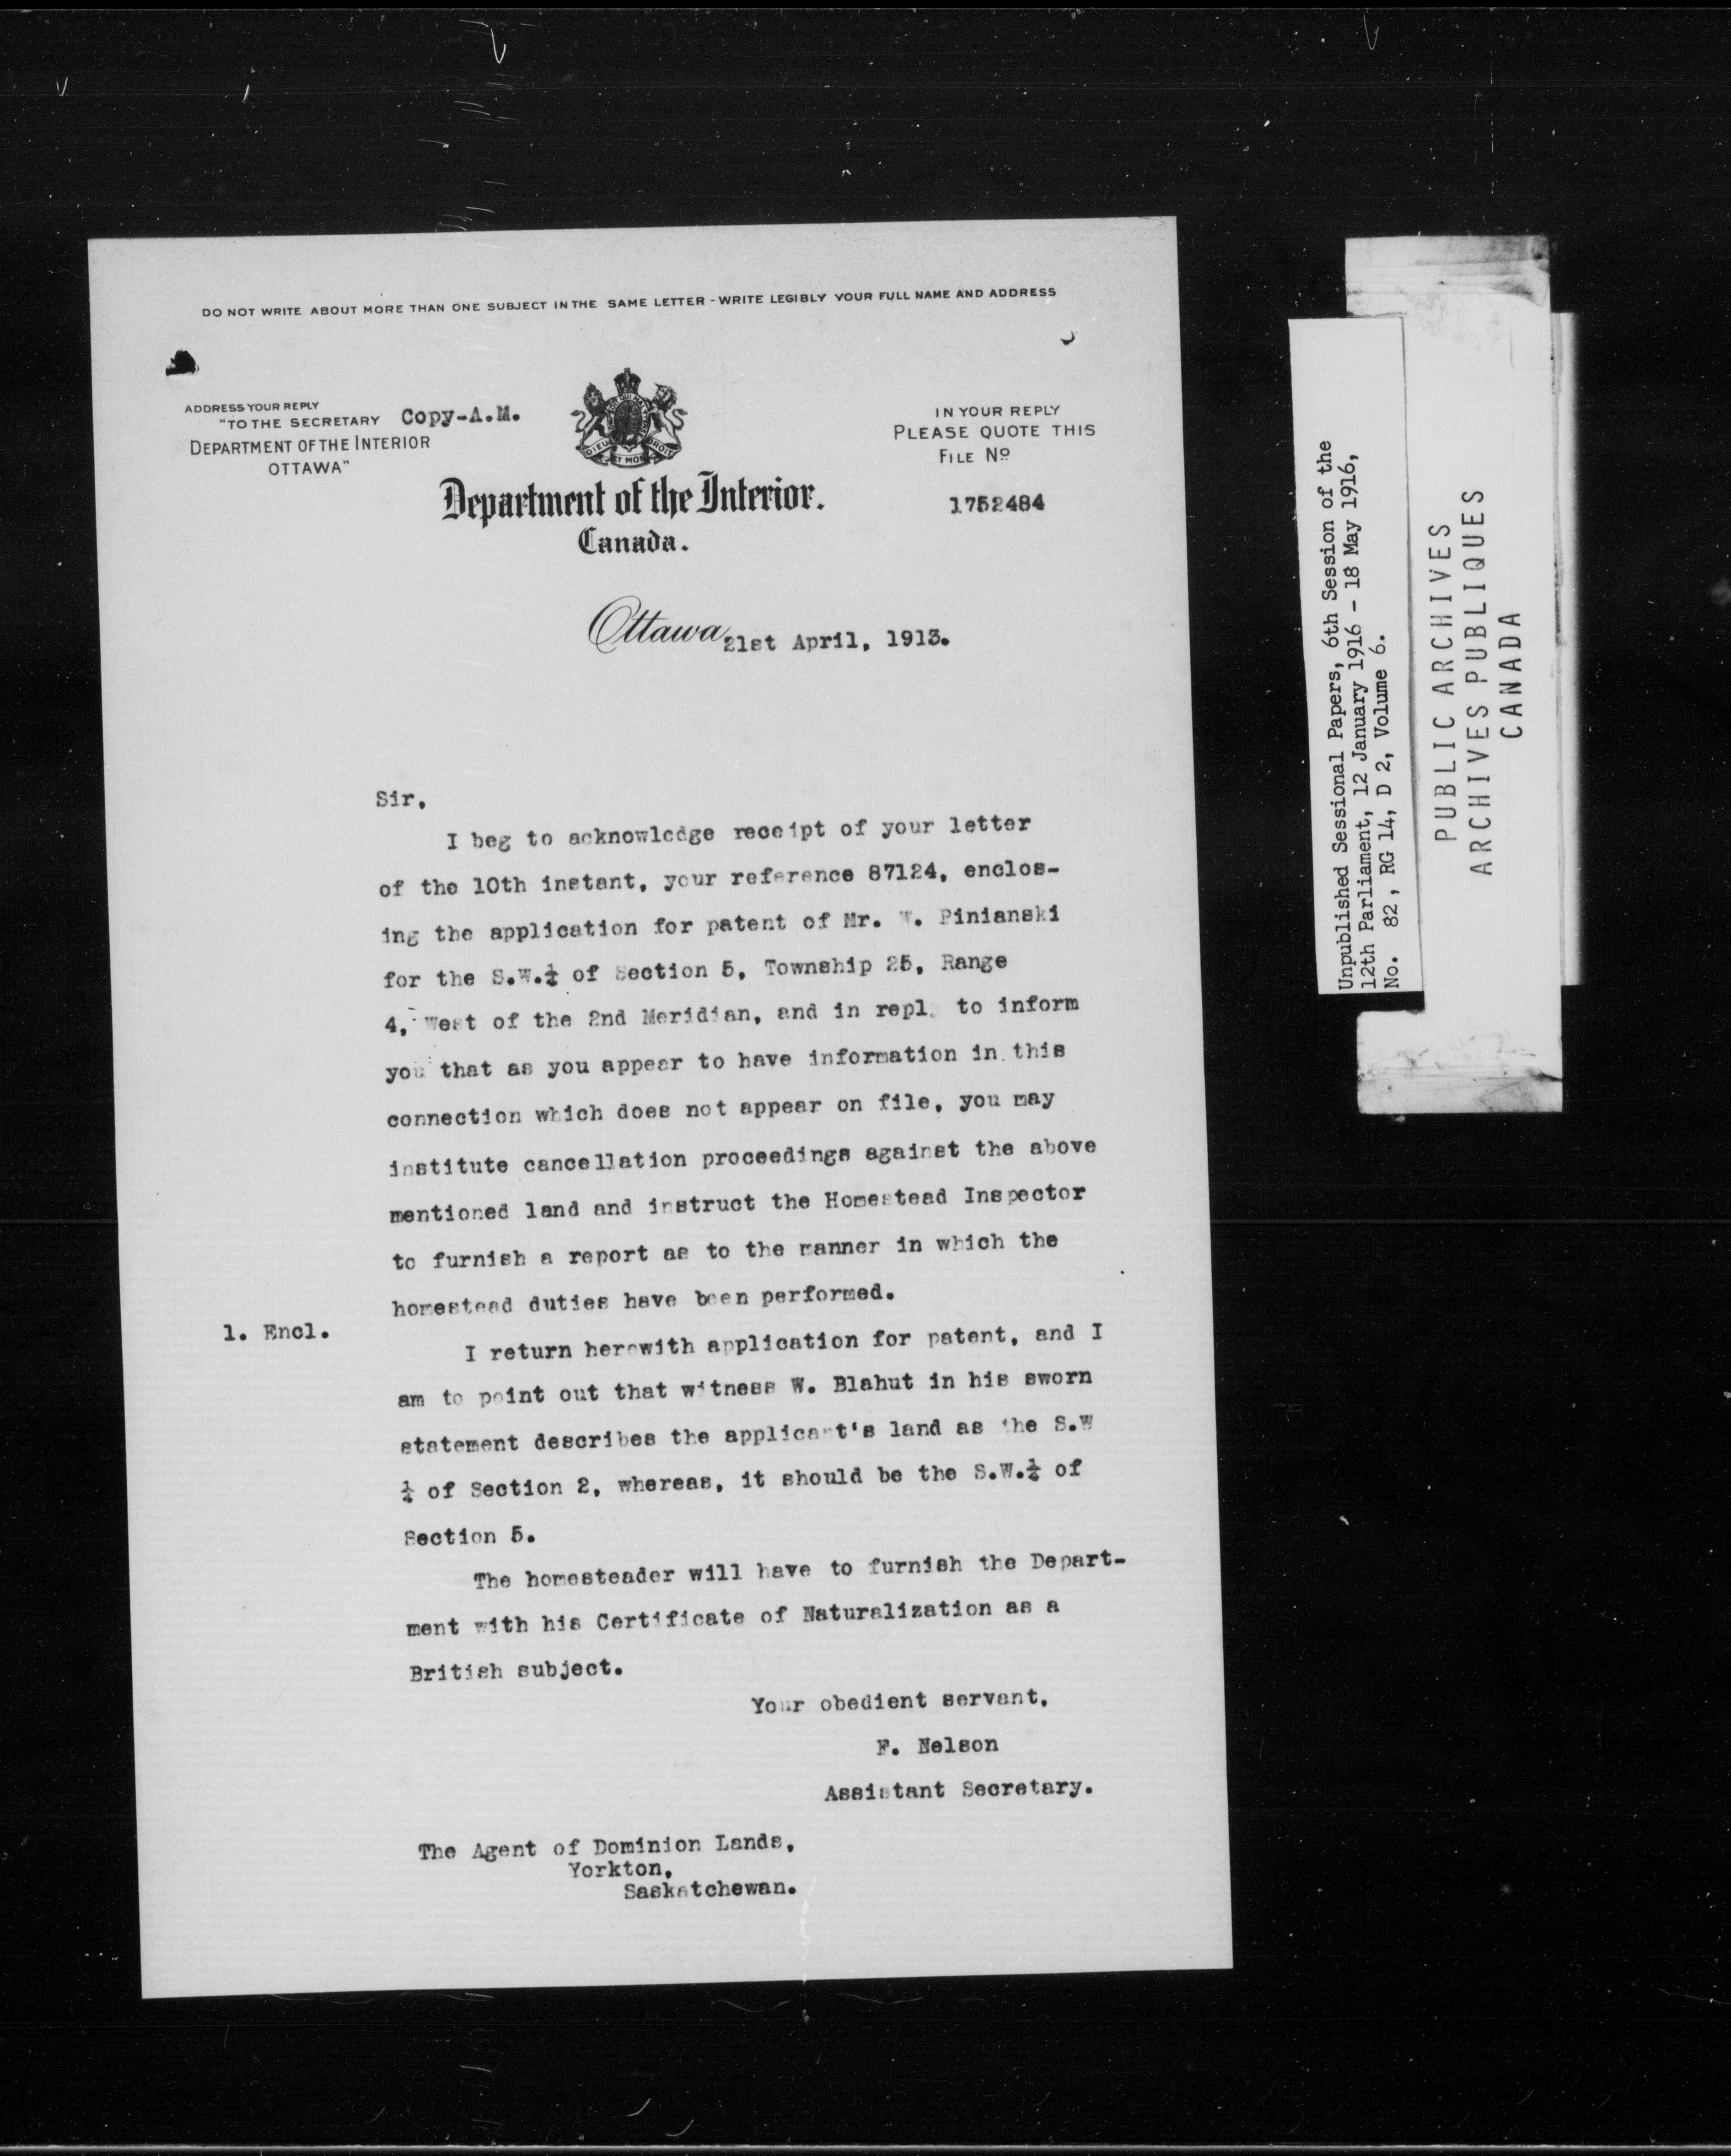 DO NOT WRITE ABOUT MORE THAN ONE SUBJECT IN THE SAME LETTER - WRITE LEGIBLY YOUR FULL NAME AND ADDRESS
ADDRESS YOUR REPLY
"TO THE SECRETARY
DEPARTMENT OF THE INTERIOR
OTTAWA"
Copy-A.M.
DIEU ET MON DROIT
IN YOUR REPLY
PLEASE QUOTE THIS
FILE No
1752484
Department of the Interior.
Canada.
Ottawa 21st April, 1913.
Sir,
I beg to acknowledge receipt of your letter
of the 10th instant, your reference 87124, enclos-
ing the application for patent of Mr. W. Pinianski
for the S.W.¼ of Section 5, Township 25, Range
4, West of the 2nd Meridian, and in reply to inform
you that as you appear to have information in this
connection which does not appear on file, you may
institute cancellation proceedings against the above
mentioned land and instruct the Homestead Inspector
to furnish a report as to the manner in which the
homestead duties have been performed.
1. Encl.
I return herewith application for patent, and I
am to point out that witness W. Blahut in his sworn
statement describes the applicant's land as the S.W
¼ of Section 2, whereas, it should be the S.W.¼ of
Section 5.
The homesteader will have to furnish the Depart-
ment with his Certificate of Naturalization as a
British subject.
Your obedient servant,
F. Nelson
Assistant Secretary.
The Agent of Dominion Lands,
Yorkton,
Saskatchewan.
Unpublished Sessional Papers, 6th Session of the
12th Parliament, 12 January 1916 - 18 May 1916,
No. 82, RG 14, D 2, Volume 6.
PUBLIC ARCHIVES
ARCHIVES PUBLIQUES
CANADA